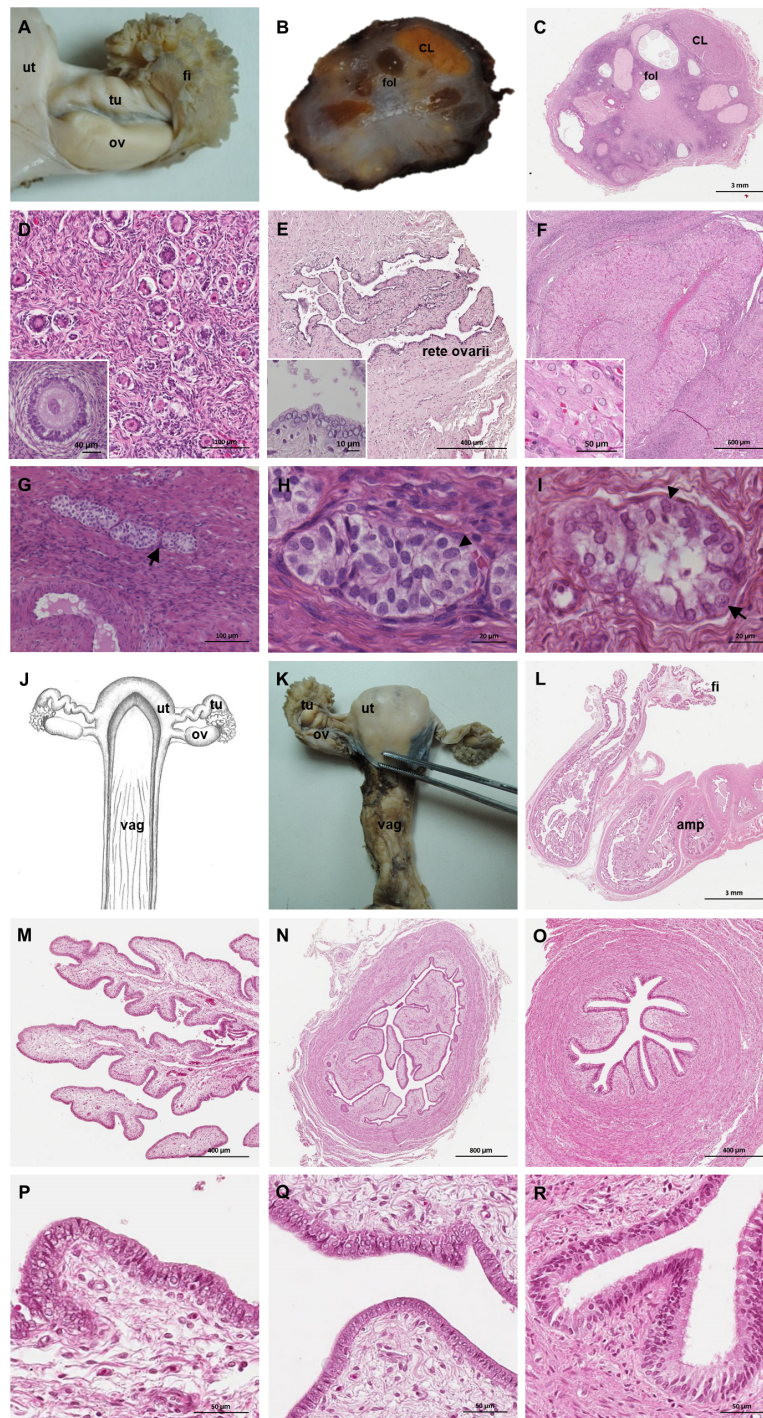 A
ut
fi
tu
ov
B
CL
fol
C
CL
fol
3 mm
D
40 µm
100 µm
E
rete ovarii
10 µm
400 µm
F
50 µm
600 µm
G
100 µm
H
20 µm
I
20 µm
J
ut
tu
ov
vag
K
tu
ut
ov
vag
L
fi
amp
3 mm
M
400 µm
N
800 µm
O
400 µm
P
50 µm
Q
50 µm
R
50 µm